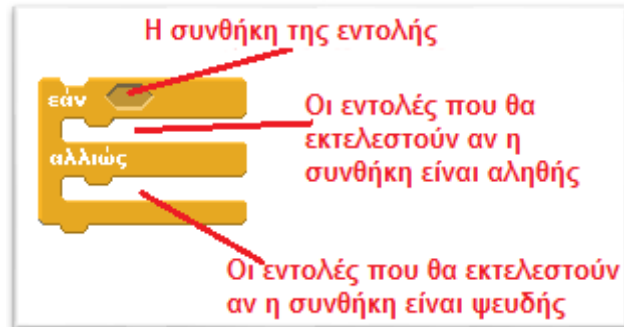 Η συνθήκη της εντολής
εάν
Οι εντολές που θα
εκτελεστούν αν η
συνθήκη είναι αληθής
αλλιώς
Οι εντολές που θα εκτελεστούν
αν η συνθήκη είναι ψευδής